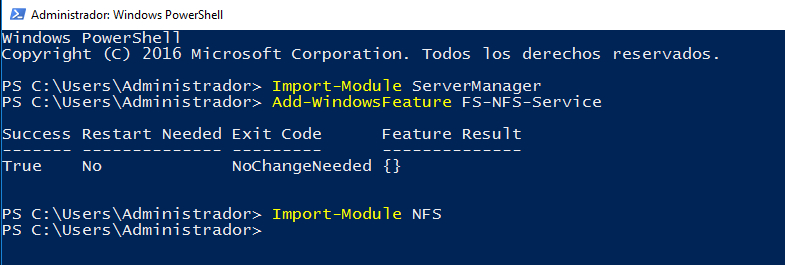 Administrador: Windows PowerShell
Windows PowerShell
Copyright (C) 2016 Microsoft Corporation. Todos los derechos reservados.
PS C:\Users\Administrador> Import-Module ServerManager
PS C:\Users\Administrador> Add-WindowsFeature FS-NFS-Service
Success Restart Needed Exit Code      Feature Result
------- -------------- ---------      --------------
True    No             NoChangeNeeded {}
PS C:\Users\Administrador> Import-Module NFS
PS C:\Users\Administrador>